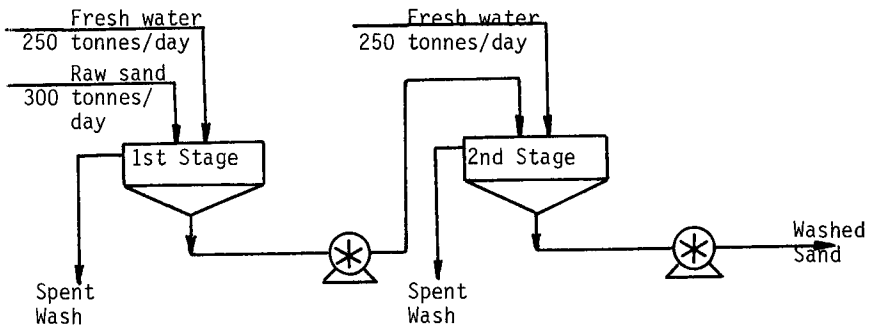 Fresh water
250 tonnes/day
Raw sand
300 tonnes/
day
1st Stage
Spent
Wash
Fresh water
250 tonnes/day
2nd Stage
Spent
Wash
Washed
Sand